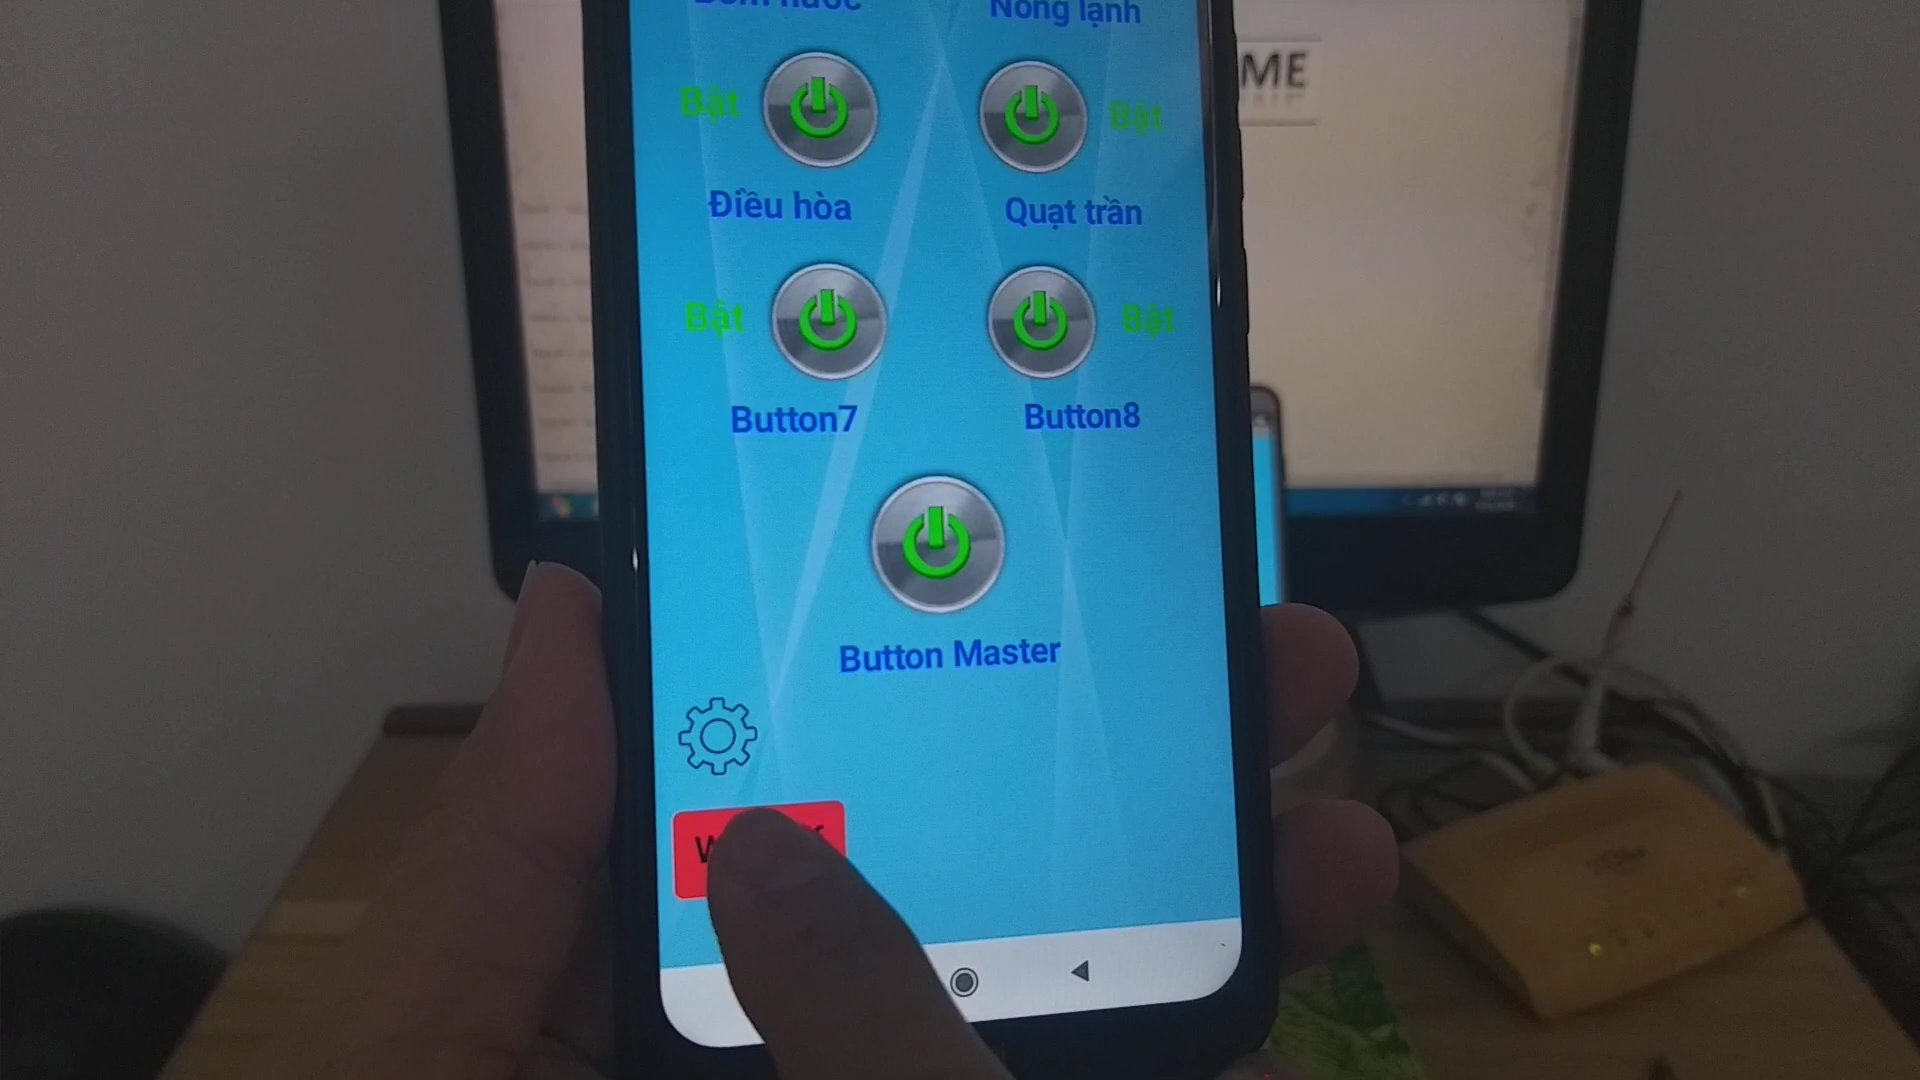 Nóng lạnh
Bật
Bật
Điều hòa
Quạt trần
Bật
Bật
Button7
Button8
Button Master
ME